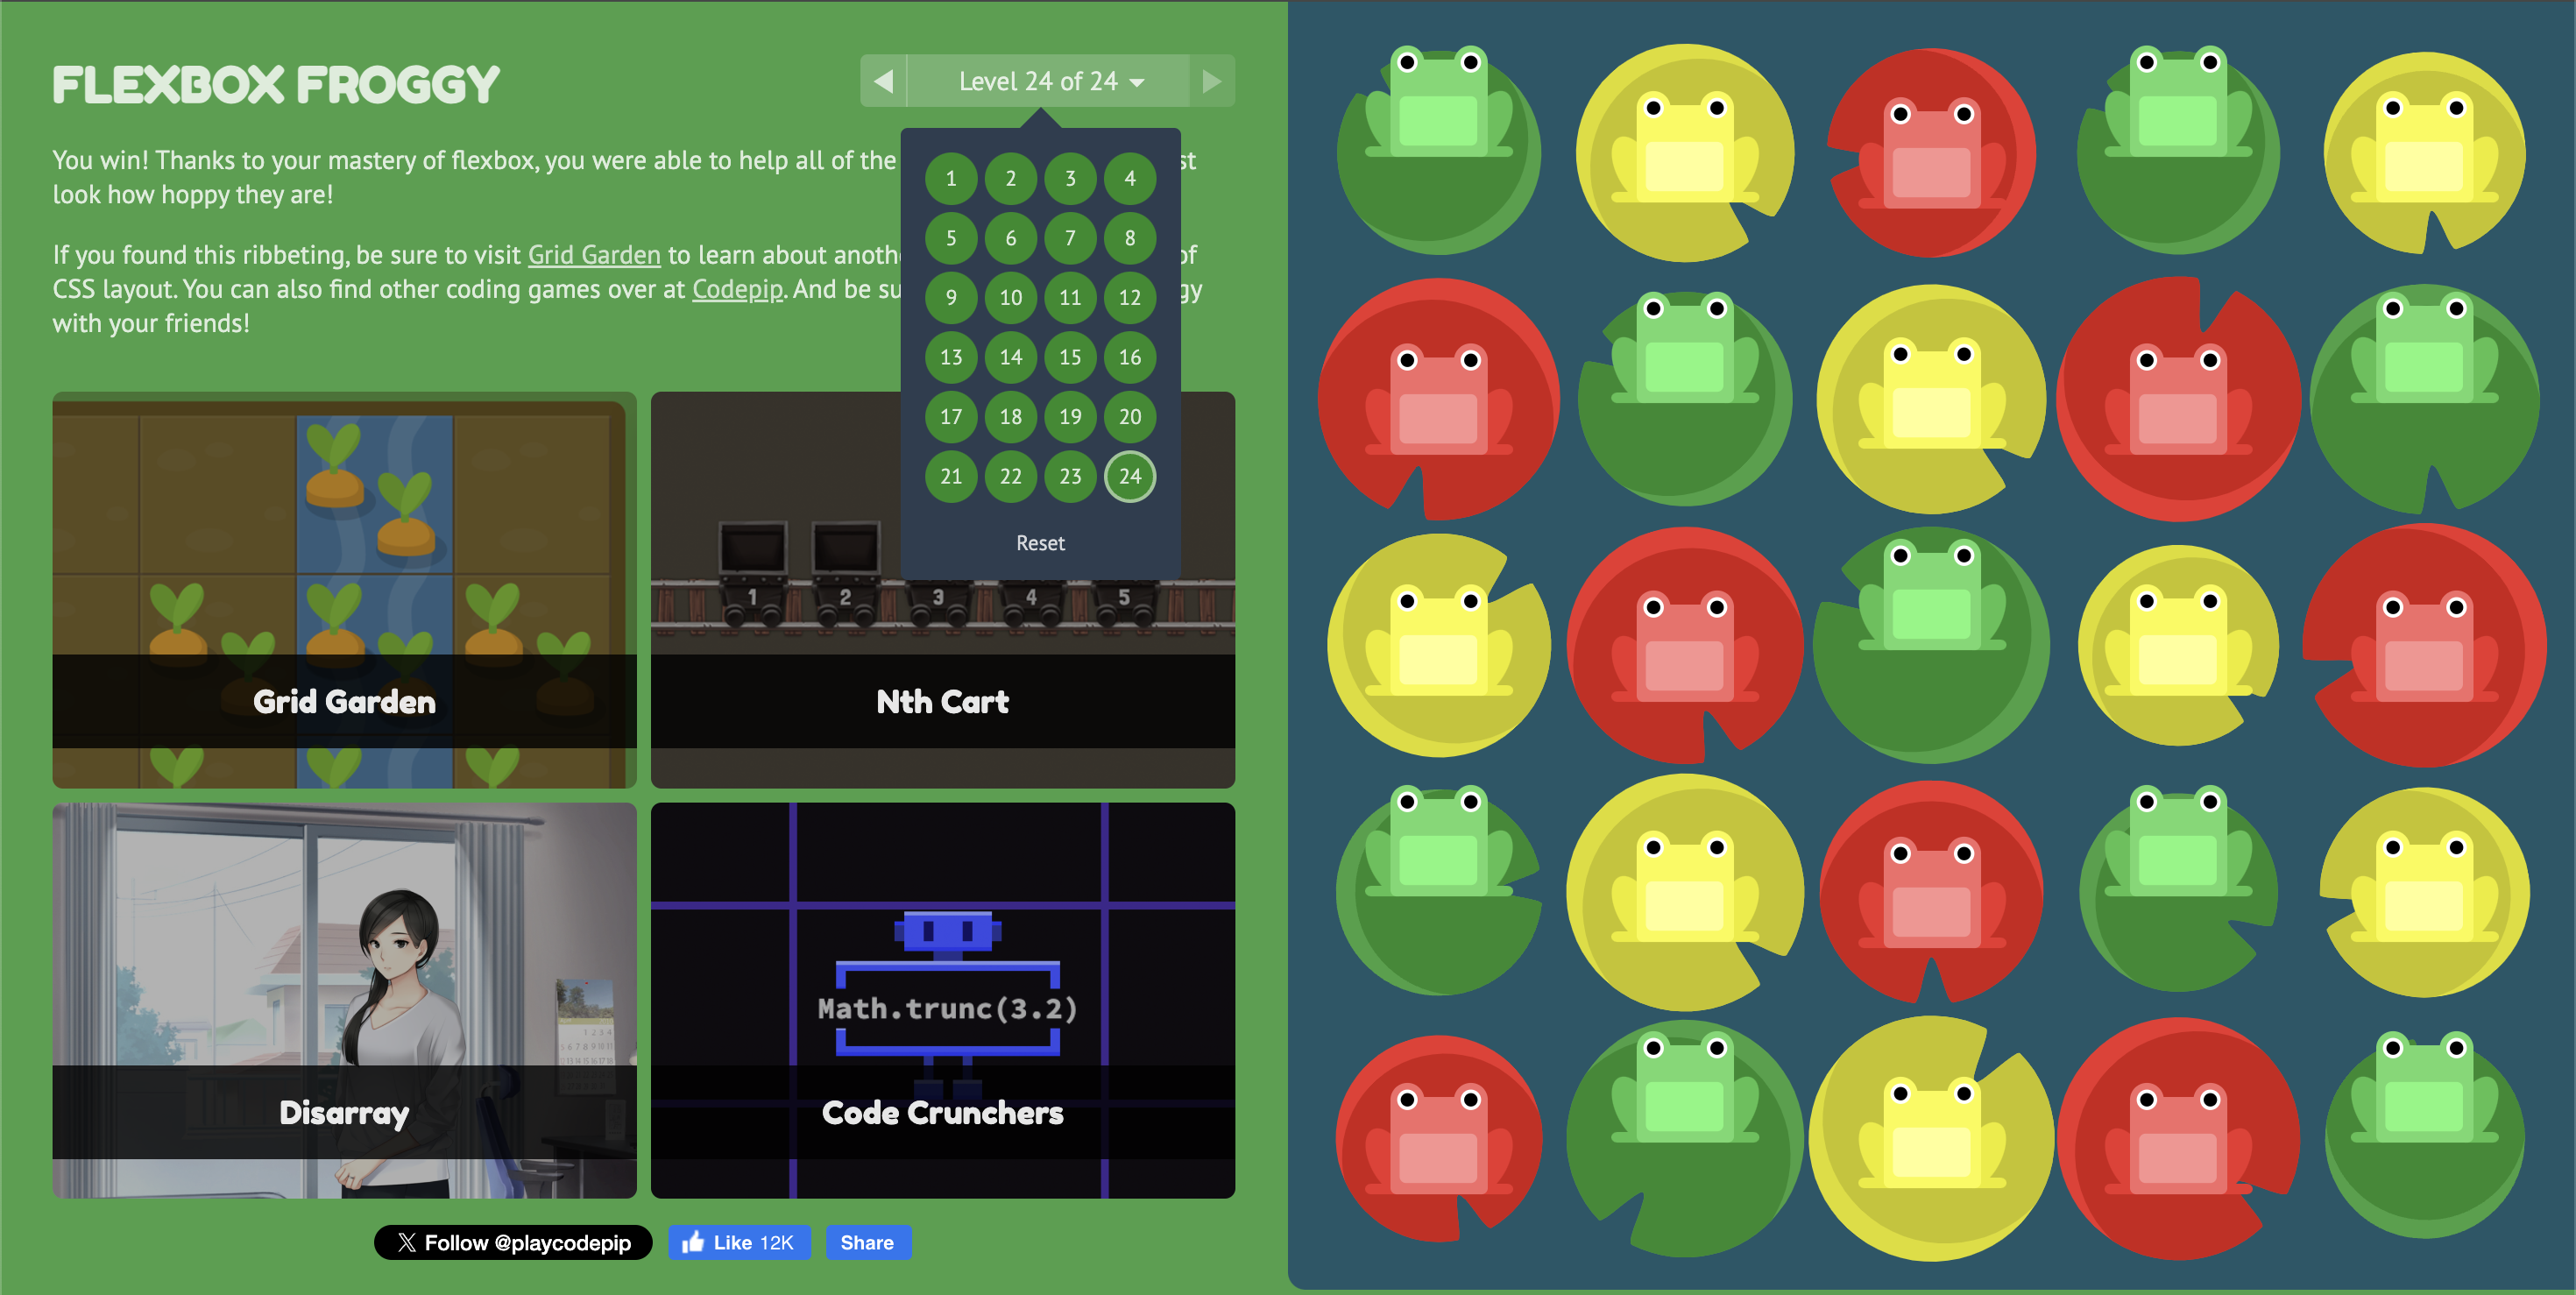 FLEXBOX FROGGY
Level 24 of 24
You win! Thanks to your mastery of flexbox, you were able to help all of the
look how hoppy they are!
If you found this ribbeting, be sure to visit Grid Garden to learn about
of
CSS layout. You can also find other coding games over at Codepip. And be
with your friends!
1 2 3 4
5 6 7 8
9 10 11 12
13 14 15 16
17 18 19 20
21 22 23 24
Reset
1 2 3 4 5
Grid Garden
Nth Cart
Math.trunc(3.2)
Disarray
Code Crunchers
Follow @playcodepip
Like 12K
Share